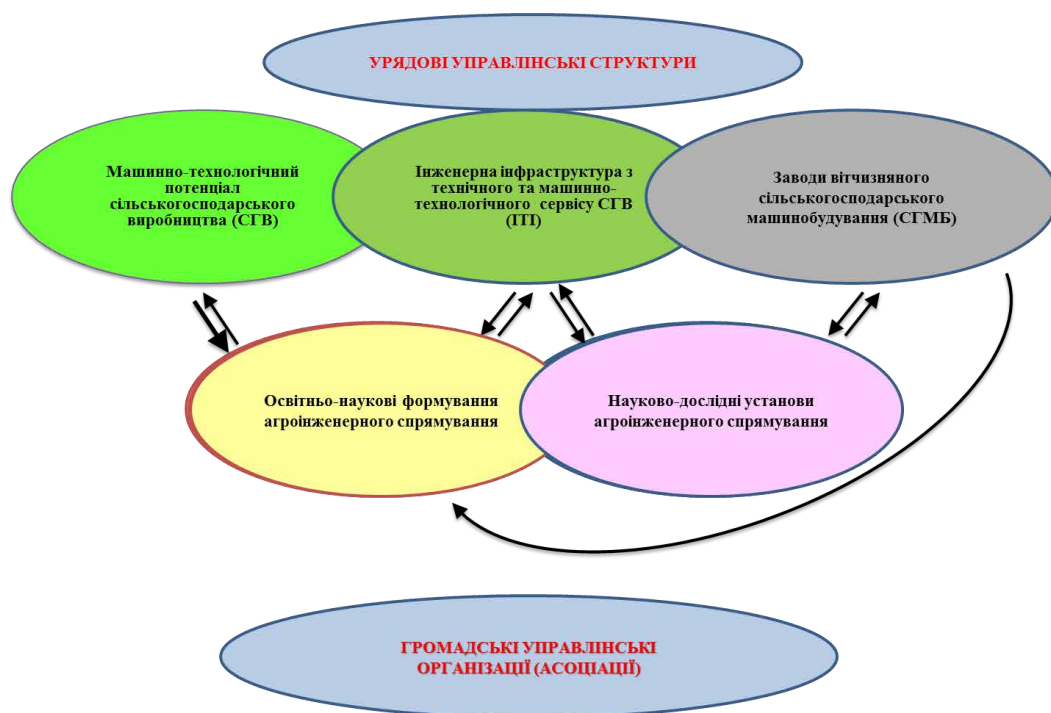 УРЯДОВІ УПРАВЛІНСЬКІ СТРУКТУРИ
Машинно-технологічний
потенціал
сільськогосподарського
виробництва (СГВ)
Інженерна інфраструктура з
технічного та машинно-
технологічного сервісу СГВ
(ІТІ)
Заводи вітчизняного
сільськогосподарського
машинобудування (СГМБ)
Освітньо-наукові формування
агроінженерного спрямування
Науково-дослідні установи
агроінженерного спрямування
ГРОМАДСЬКІ УПРАВЛІНСЬКІ
ОРГАНІЗАЦІЇ (АСОЦІАЦІЇ)